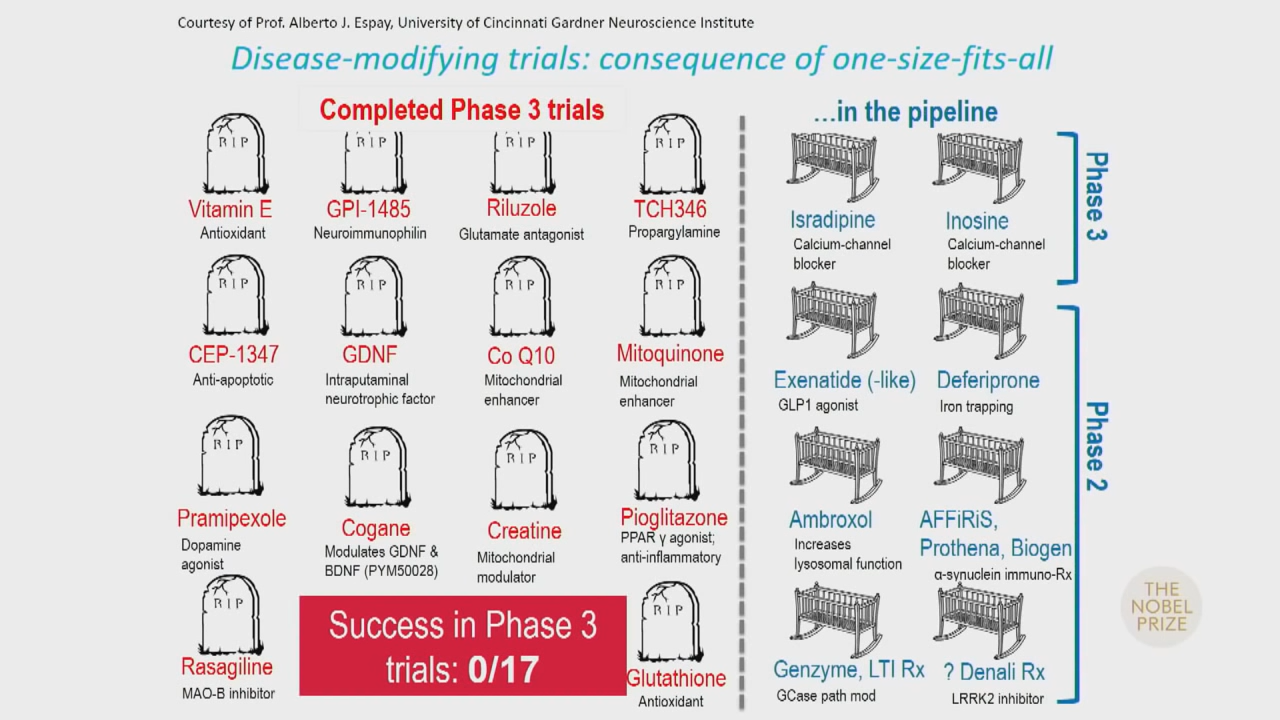 Courtesy of Prof. Alberto J. Espay, University of Cincinnati Gardner Neuroscience Institute
Disease-modifying trials: consequence of one-size-fits-all
Completed Phase 3 trials
RIP
RIP
RIP
RIP
Vitamin E
Antioxidant
GPI-1485
Neuroimmunophilin
Riluzole
Glutamate antagonist
TCH346
Propargylamine
RIP
RIP
RIP
RIP
CEP-1347
Anti-apoptotic
GDNF
Intraputaminal
neurotrophic factor
Co Q10
Mitochondrial
enhancer
Mitoquinone
Mitochondrial
enhancer
RIP
RIP
RIP
RIP
Pramipexole
Dopamine
agonist
Cogane
Modulates GDNF &
BDNF (PYM50028)
Creatine
Mitochondrial
modulator
Pioglitazone
PPAR γ agonist;
anti-inflammatory
RIP
RIP
Rasagiline
MAO-B inhibitor
Success in Phase 3
trials: 0/17
Glutathione
Antioxidant
...in the pipeline
Isradipine
Calcium-channel
blocker
Inosine
Calcium-channel
blocker
Phase 3
Exenatide (-like)
GLP1 agonist
Deferiprone
Iron trapping
Ambroxol
Increases
lysosomal function
AFFiRiS,
Prothena, Biogen
α-synuclein immuno-Rx
Genzyme, LTI Rx
GCase path mod
? Denali Rx
LRRK2 inhibitor
Phase 2
THE
NOBEL
PRIZE